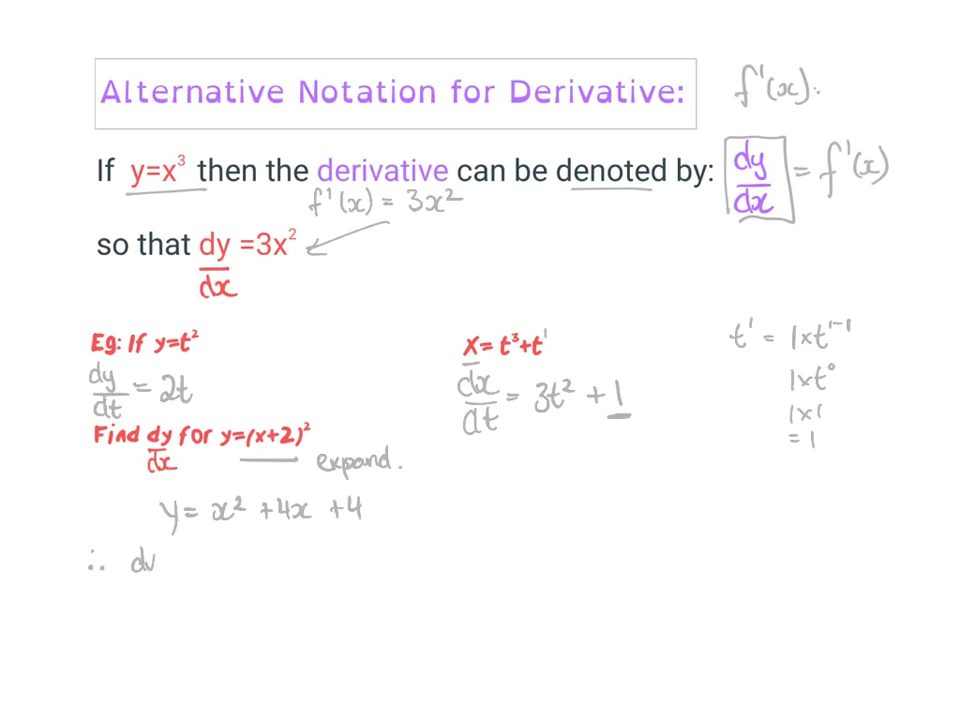 Alternative Notation for Derivative:
f'(x).
If y=x³ then the derivative can be denoted by: dy/dx = f'(x)
f'(x) = 3x²
so that dy/dx =3x²
Eg: If y=t²
dy/dt = 2t
X= t³+t¹
dx/dt = 3t² + 1
t¹ = 1×t¹⁻¹
1×t⁰
1×1
= 1
Find dy/dx for y=(x+2)²
expand.
y= x² +4x +4
∴ dy